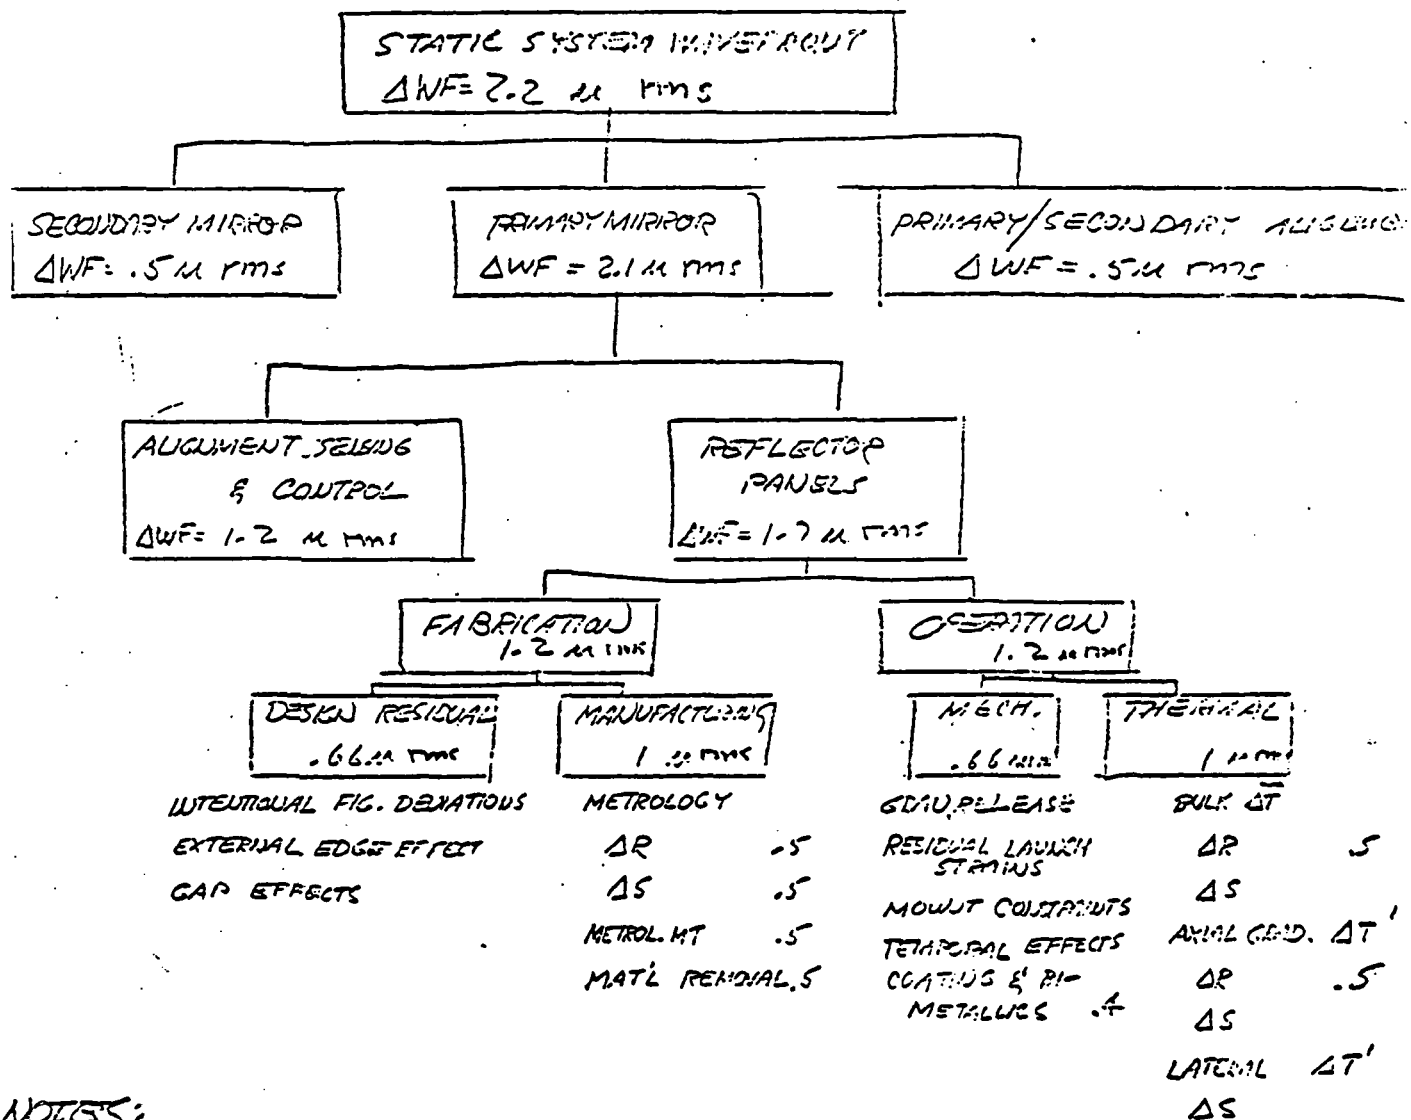 STATIC SYSTEM WAVEFRONT
ΔWF= 2.2 µ rms
SECONDARY MIRROR
ΔWF= .5 µ rms
PRIMARY MIRROR
ΔWF = 2.1 µ rms
PRIMARY/SECONDARY
ΔWF = .5 µ rms
ALIGNMENT SENSING
& CONTROL
ΔWF= 1.2 µ rms
REFLECTOR
PANELS
ΔWF = 1.7 µ rms
FABRICATION
1.2 µ rms
OPERATION
1.2 µ rms
DESIGN RESIDUAL
.66 µ rms
MANUFACTURING
1 µ rms
MECH.
.66
THERMAL
1 µ rms
INTENTIONAL FIG. DEVIATIONS
EXTERNAL EDGE EFFECT
GAP EFFECTS
METROLOGY
ΔR .5
ΔS .5
METROL. MT .5
MAT'L REMOVAL .5
RELEASE
RESIDUAL LAUNCH
STRAINS
MOUNT CONSTRAINTS
TEMPORAL EFFECTS
COATING & BI-
METALLICS .4
BULK ΔT
ΔR .5
ΔS
AXIAL GRAD. ΔT'
ΔR .5
ΔS
LATERAL ΔT'
ΔS
NOTES: